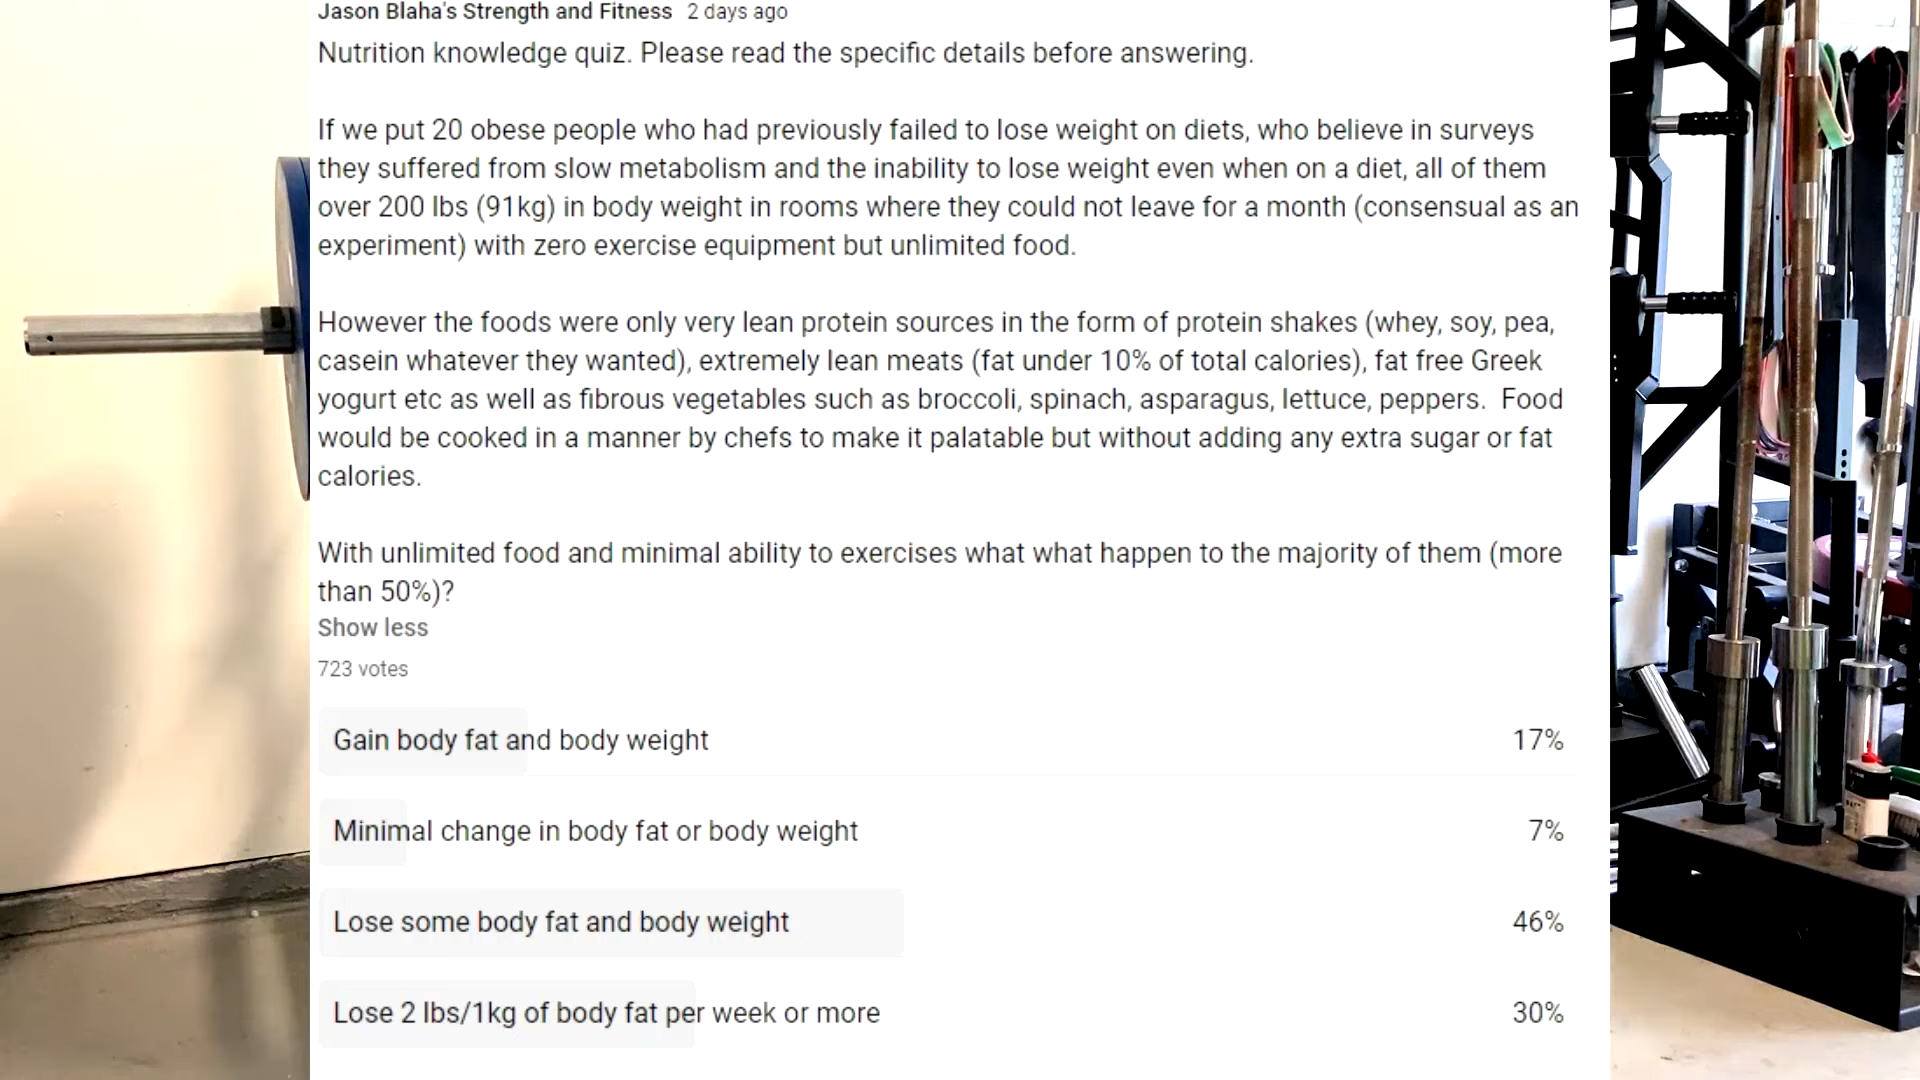 Jason Blaha's Strength and Fitness 2 days ago
Nutrition knowledge quiz. Please read the specific details before answering.
If we put 20 obese people who had previously failed to lose weight on diets, who believe in surveys
they suffered from slow metabolism and the inability to lose weight even when on a diet, all of them
over 200 lbs (91kg) in body weight in rooms where they could not leave for a month (consensual as an
experiment) with zero exercise equipment but unlimited food.
However the foods were only very lean protein sources in the form of protein shakes (whey, soy, pea,
casein whatever they wanted), extremely lean meats (fat under 10% of total calories), fat free Greek
yogurt etc as well as fibrous vegetables such as broccoli, spinach, asparagus, lettuce, peppers.  Food
would be cooked in a manner by chefs to make it palatable but without adding any extra sugar or fat
calories.
With unlimited food and minimal ability to exercises what what happen to the majority of them (more
than 50%)?
Show less
723 votes
Gain body fat and body weight 17%
Minimal change in body fat or body weight 7%
Lose some body fat and body weight 46%
Lose 2 lbs/1kg of body fat per week or more 30%